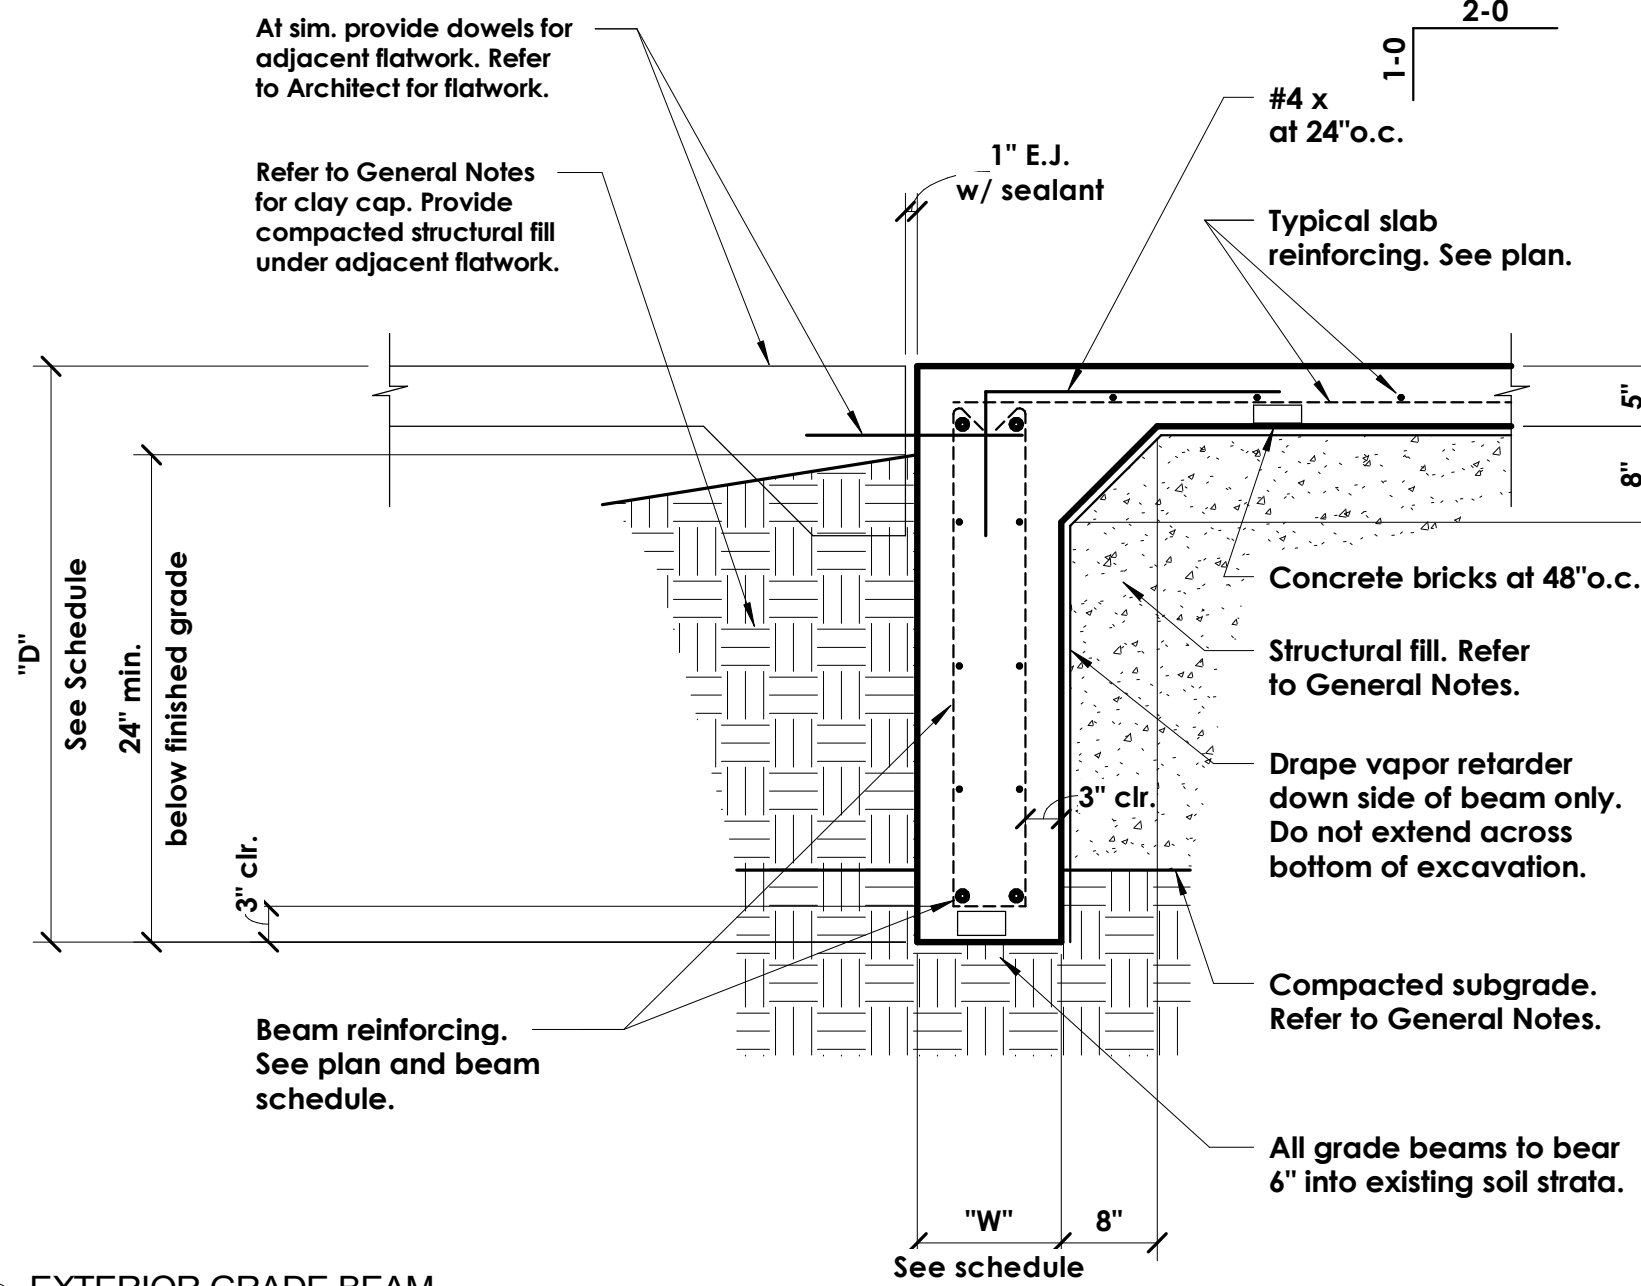 At sim. provide dowels for
adjacent flatwork. Refer
to Architect for flatwork.
Refer to General Notes
for clay cap. Provide
compacted structural fill
under adjacent flatwork.
1" E.J.
w/ sealant
2-0
1-0
#4 x
at 24"o.c.
Typical slab
reinforcing. See plan.
5"
8"
Concrete bricks at 48"o.c.
Structural fill. Refer
to General Notes.
Drape vapor retarder
down side of beam only.
Do not extend across
bottom of excavation.
3" clr.
Compacted subgrade.
Refer to General Notes.
All grade beams to bear
6" into existing soil strata.
"D"
See Schedule
24" min.
below finished grade
3" clr.
Beam reinforcing.
See plan and beam
schedule.
"W"
8"
See schedule
EXTERIOR GRADE BEAM